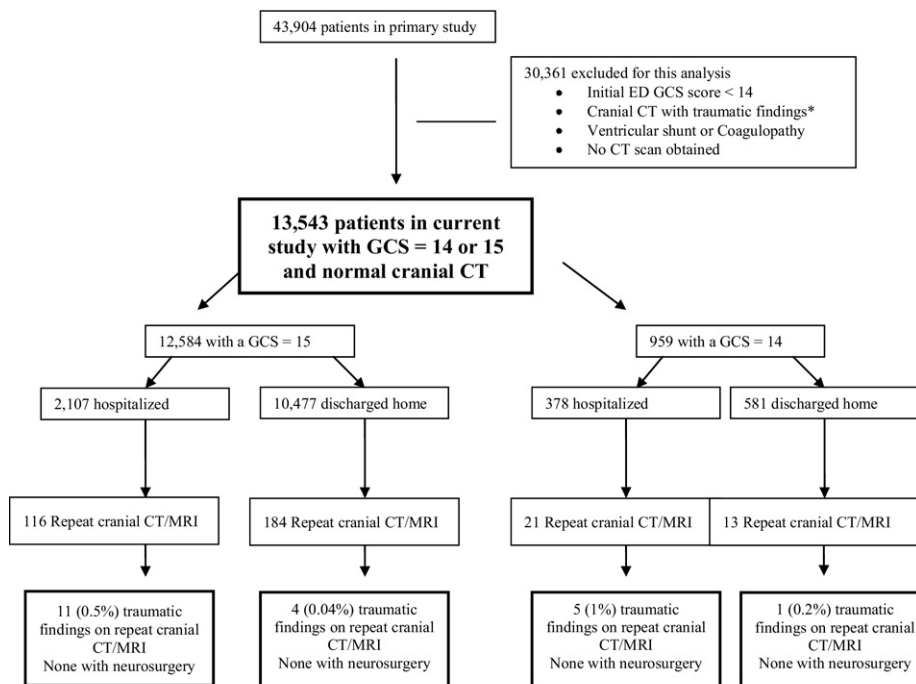 43,904 patients in primary study
30,361 excluded for this analysis
• Initial ED GCS score < 14
• Cranial CT with traumatic findings*
• Ventricular shunt or Coagulopathy
• No CT scan obtained
13,543 patients in current
study with GCS = 14 or 15
and normal cranial CT
12,584 with a GCS = 15
959 with a GCS = 14
2,107 hospitalized
10,477 discharged home
378 hospitalized
581 discharged home
116 Repeat cranial CT/MRI
184 Repeat cranial CT/MRI
21 Repeat cranial CT/MRI
13 Repeat cranial CT/MRI
11 (0.5%) traumatic
findings on repeat cranial
CT/MRI
None with neurosurgery
4 (0.04%) traumatic
findings on repeat cranial
CT/MRI
None with neurosurgery
5 (1%) traumatic
findings on repeat cranial
CT/MRI
None with neurosurgery
1 (0.2%) traumatic
findings on repeat cranial
CT/MRI
None with neurosurgery